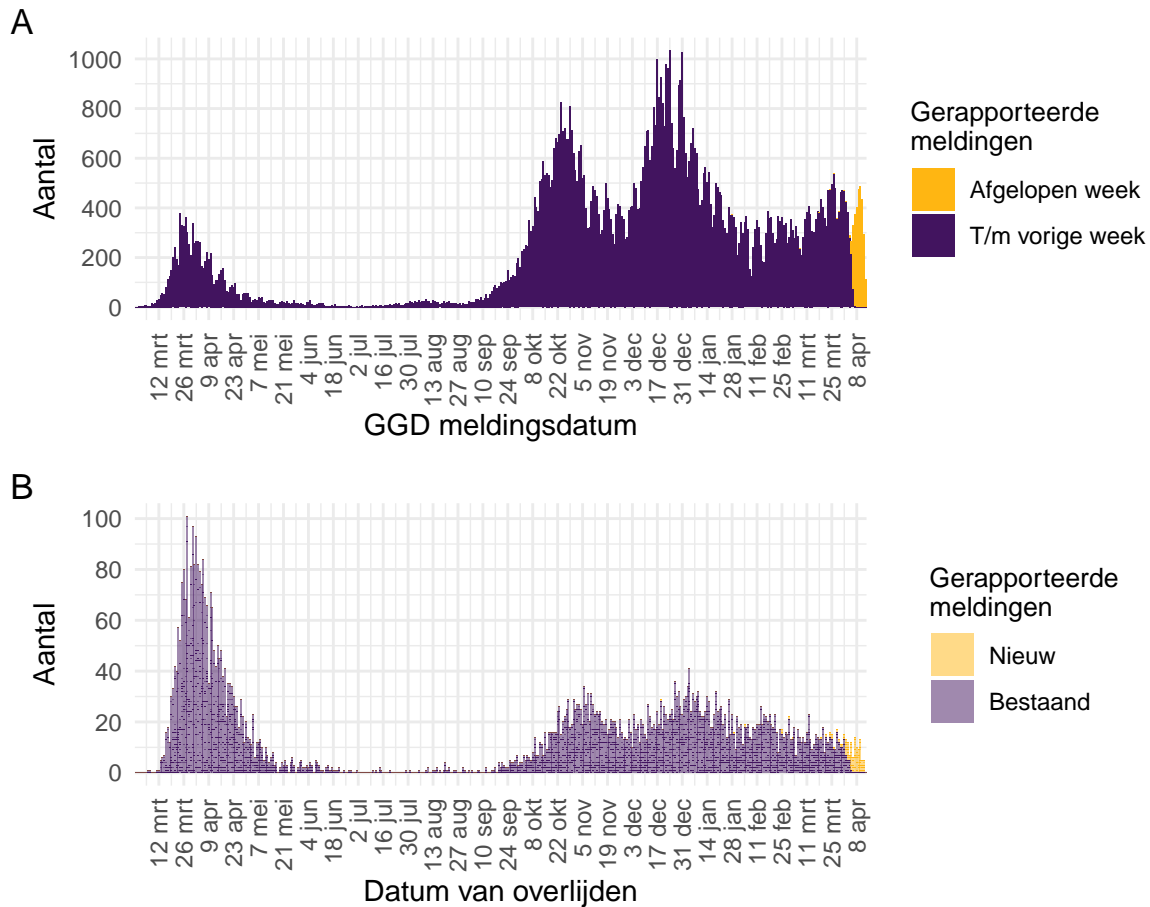 A
1000
800
600
400
200
0
Aantal
12 mrt
26 mrt
9 apr
23 apr
7 mei
21 mei
4 jun
18 jun
2 jul
16 jul
30 jul
13 aug
27 aug
10 sep
24 sep
8 okt
22 okt
5 nov
19 nov
3 dec
17 dec
31 dec
14 jan
28 jan
11 feb
25 feb
11 mrt
25 mrt
8 apr
GGD meldingsdatum
Gerapporteerde
meldingen
Afgelopen week
T/m vorige week
B
100
80
60
40
20
0
Aantal
12 mrt
26 mrt
9 apr
23 apr
7 mei
21 mei
4 jun
18 jun
2 jul
16 jul
30 jul
13 aug
27 aug
10 sep
24 sep
8 okt
22 okt
5 nov
19 nov
3 dec
17 dec
31 dec
14 jan
28 jan
11 feb
25 feb
11 mrt
25 mrt
8 apr
Datum van overlijden
Gerapporteerde
meldingen
Nieuw
Bestaand